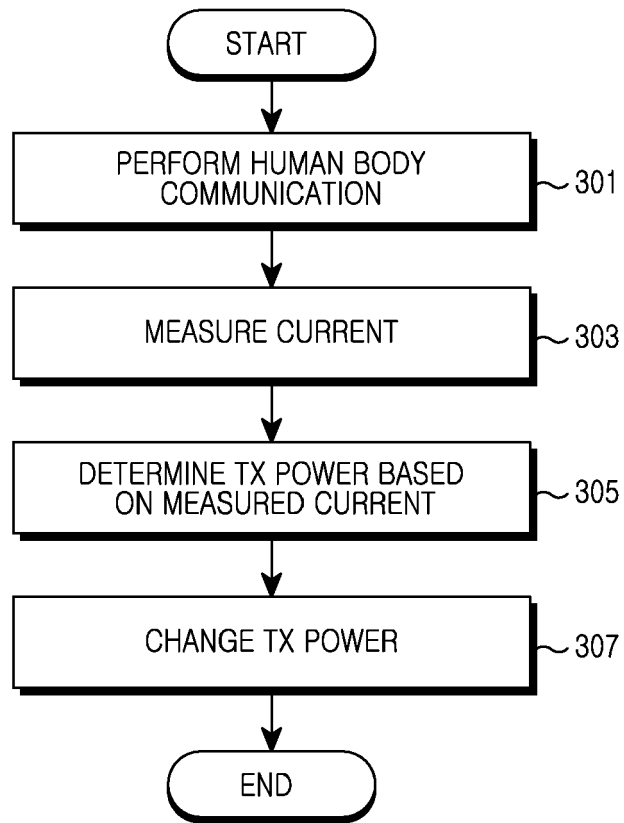 START
PERFORM HUMAN BODY
COMMUNICATION
301
MEASURE CURRENT
303
DETERMINE TX POWER BASED
ON MEASURED CURRENT
305
CHANGE TX POWER
307
END